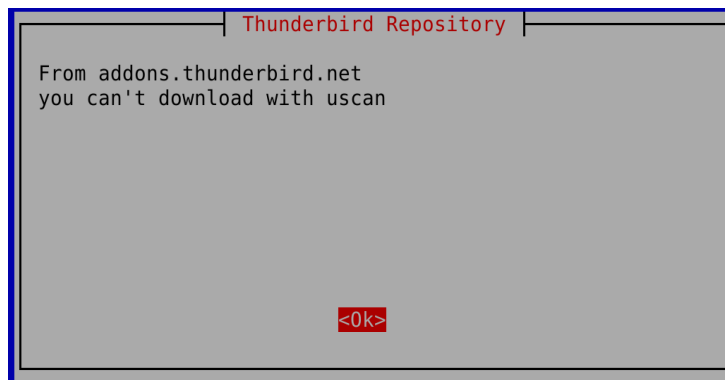 Thunderbird Repository
From addons.thunderbird.net
you can't download with uscan
<Ok>